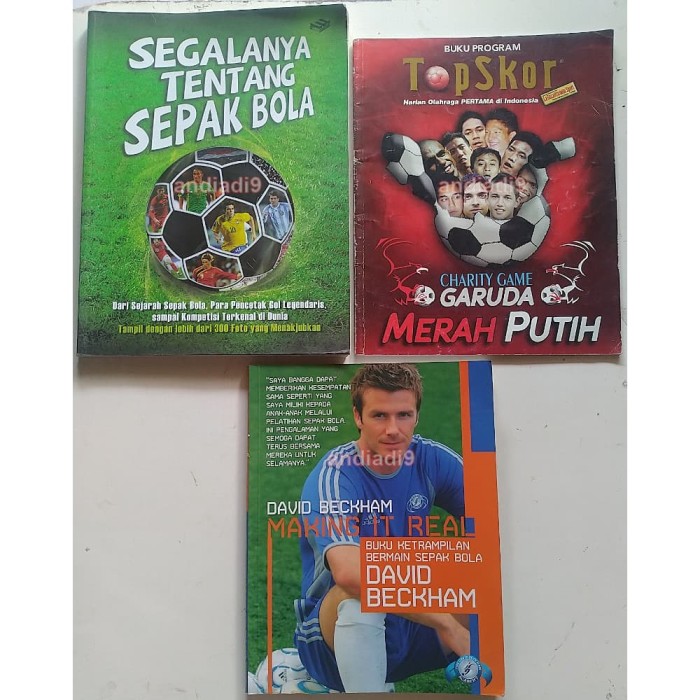 SEGALANYA
TENTANG
SEPAK BOLA
andiadi9
Dari Sejarah Sepak Bola, Para Pencetak Gol Legendaris,
sampai Kompetisi Terkenal di Dunia
Tampil dengan lebih dari 300 Foto yang Menakjubkan
BUKU PROGRAM
TopSkor
Harian Olahraga PERTAMA di Indonesia
andiadi9
CHARITY GAME
GARUDA
MERAH PUTIH
"SAYA BANGGA DAPAT
MEMBERIKAN KESEMPATAN
SAMA SEPERTI YANG
SAYA MILIKI KEPADA
ANAK-ANAK MELALUI
PELATIHAN SEPAK BOLA.
INI PENGALAMAN YANG
SEMOGA DAPAT
TERUS BERSAMA
MEREKA UNTUK
SELAMANYA."
andiadi9
DAVID BECKHAM
MAKING IT REAL
BUKU KETRAMPILAN
BERMAIN SEPAK BOLA
DAVID
BECKHAM